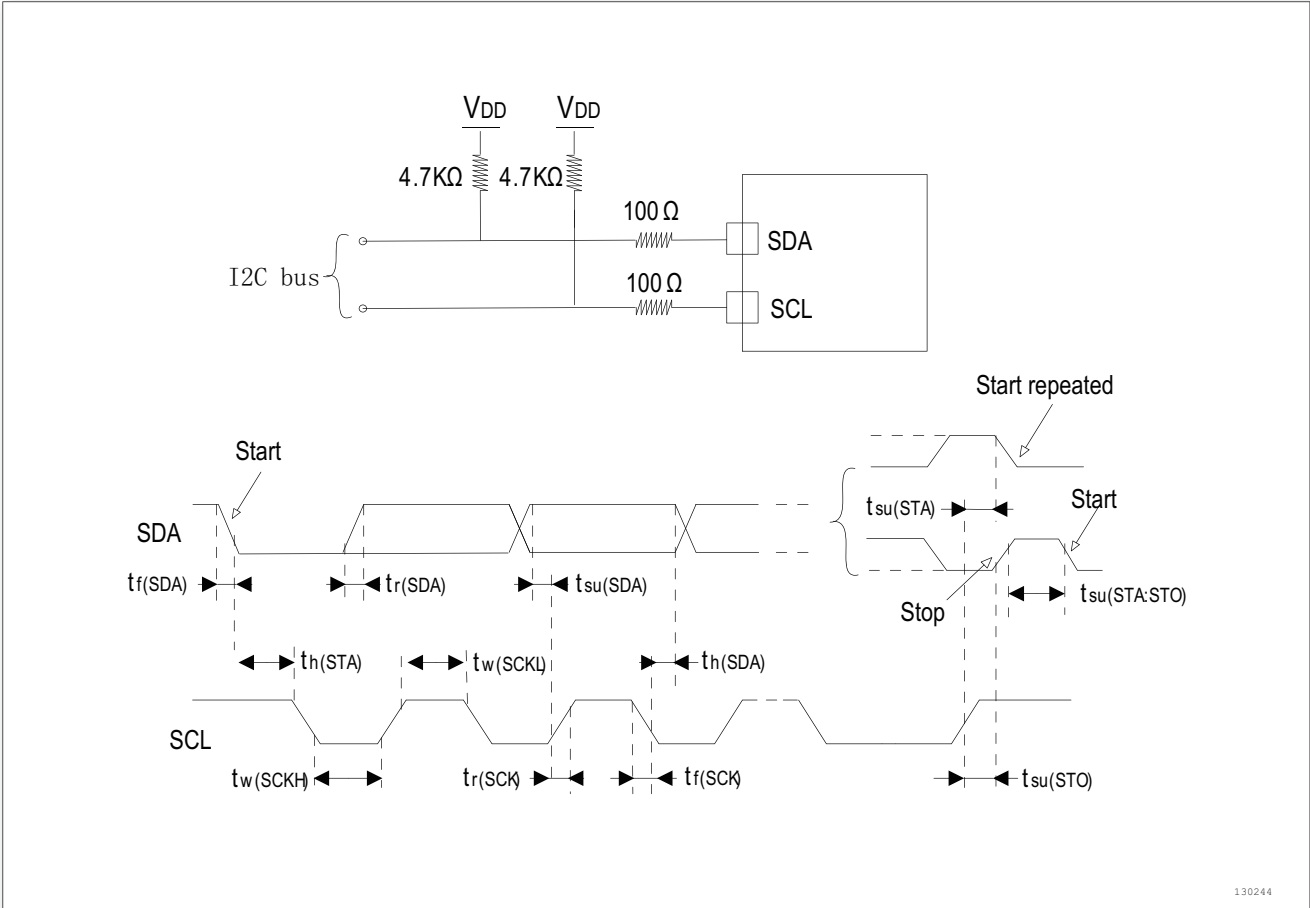 VDD VDD
4.7KΩ 4.7KΩ
100 Ω
SDA
I2C bus
100 Ω
SCL
Start repeated
Start
tsu(STA) Start
SDA
tf(SDA) tr(SDA) tsu(SDA) Stop tsu(STA:STO)
th(STA) tw(SCKL) th(SDA)
SCL
tw(SCKH) tr(SCK) tf(SCK) tsu(STO)
130244